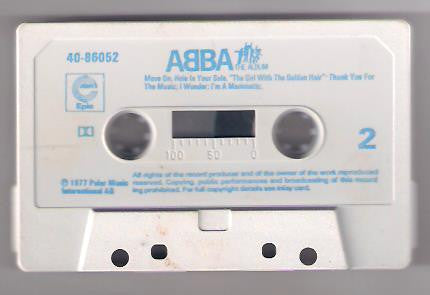 40-86052
ABBA
THE ALBUM
Move On, Hole In Your Sole, "The Girl With The Golden Hair"- Thank You For
The Music; I Wonder; I'm A Mammatic.
Epic
2
100 50 0
All rights of the record producer and of the owner of the work reproduced
reserved. Copying, public performances and broadcasting of this record
ing prohibited. For full copyright details see inlay card.
℗ 1977 Polar Music
International AB